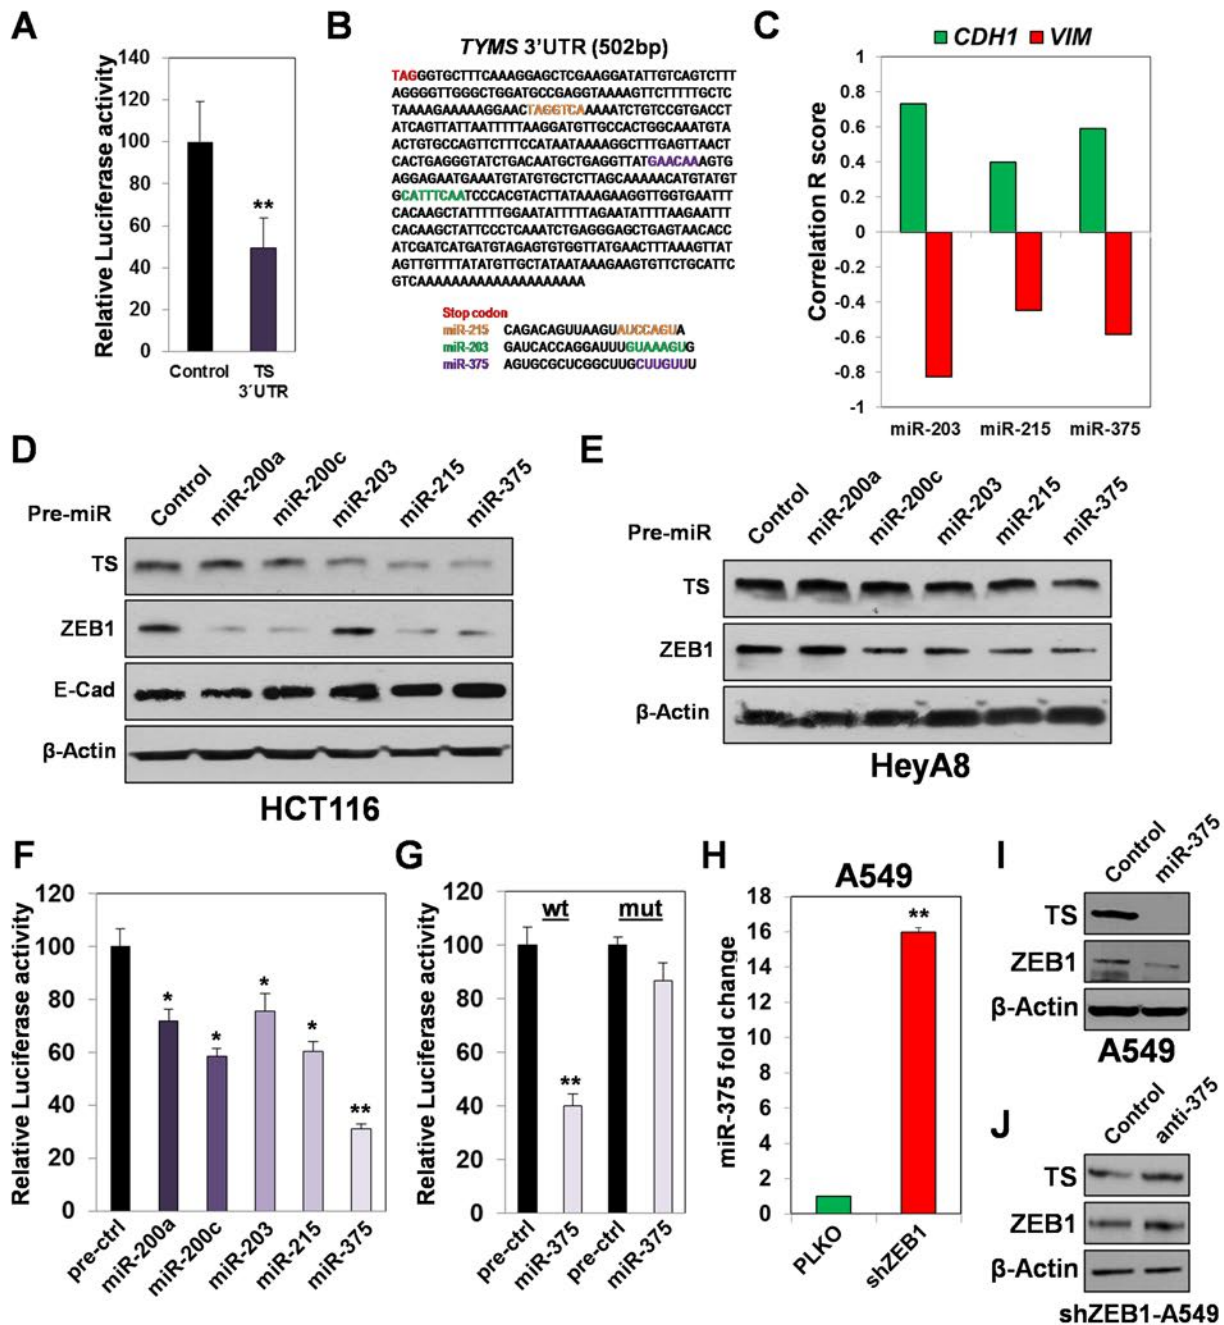 A
Relative Luciferase activity
140
120
100
80
60
40
20
0
**
Control
TS
3´UTR
B
TYMS 3'UTR (502bp)
TAGGGTGCTTTCAAAGGAGCTCGAAGGATATTGTCAGTCTTT
AGGGGTTGGGCTGGATGCCGAGGTAAAAGTTCTTTTTGCTC
TAAAAGAAAAAGGAACTAGGTCAAAAATCTGTCCGTGACCT
ATCAGTTATTAATTTTTAAGGATGTTGCCACTGGCAAATGTA
ACTGTGCCAGTTCTTTCCATAATAAAAGGCTTTGAGTTAACT
CACTGAGGGTATCTGACAATGCTGAGGTTATGAACAAAGTG
AGGAGAATGAAATGTATGTGCTCTTAGCAAAAACATGTATGT
GCATTTCAATCCCACGTACTTATAAAGAAGGTTGGTGAATTT
CACAAGCTATTTTTGGAATATTTTTAGAATATTTTAAGAATTT
CACAAGCTATTCCCTCAAATCTGAGGGAGCTGAGTAACACC
ATCGATCATGATGTAGAGTGTGGTTATGAACTTTAAAGTTAT
AGTTGTTTTATATGTTGCTATAATAAAGAAGTGTTCTGCATTC
GTCAAAAAAAAAAAAAAAAAAAAA
Stop codon
miR-215 CAGACAGUUAAGUAUCCAGUA
miR-203 GAUCACCAGGAUUUGUAAAGUG
miR-375 AGUGCGCUCGGCUUGCUUGUUU
C
CDH1 VIM
Correlation R score
1
0.8
0.6
0.4
0.2
0
-0.2
-0.4
-0.6
-0.8
-1
miR-203 miR-215 miR-375
D
Pre-miR
Control
miR-200a
miR-200c
miR-203
miR-215
miR-375
TS
ZEB1
E-Cad
β-Actin
HCT116
E
Pre-miR
Control
miR-200a
miR-200c
miR-203
miR-215
miR-375
TS
ZEB1
β-Actin
HeyA8
F
Relative Luciferase activity
120
100
80
60
40
20
0
*
*
*
*
**
pre-ctrl
miR-200a
miR-200c
miR-203
miR-215
miR-375
G
Relative Luciferase activity
120
100
80
60
40
20
0
wt mut
**
pre-ctrl
miR-375
pre-ctrl
miR-375
H
A549
miR-375 fold change
18
16
14
12
10
8
6
4
2
0
**
PLKO
shZEB1
I
Control
miR-375
TS
ZEB1
β-Actin
A549
J
Control
anti-375
TS
ZEB1
β-Actin
shZEB1-A549